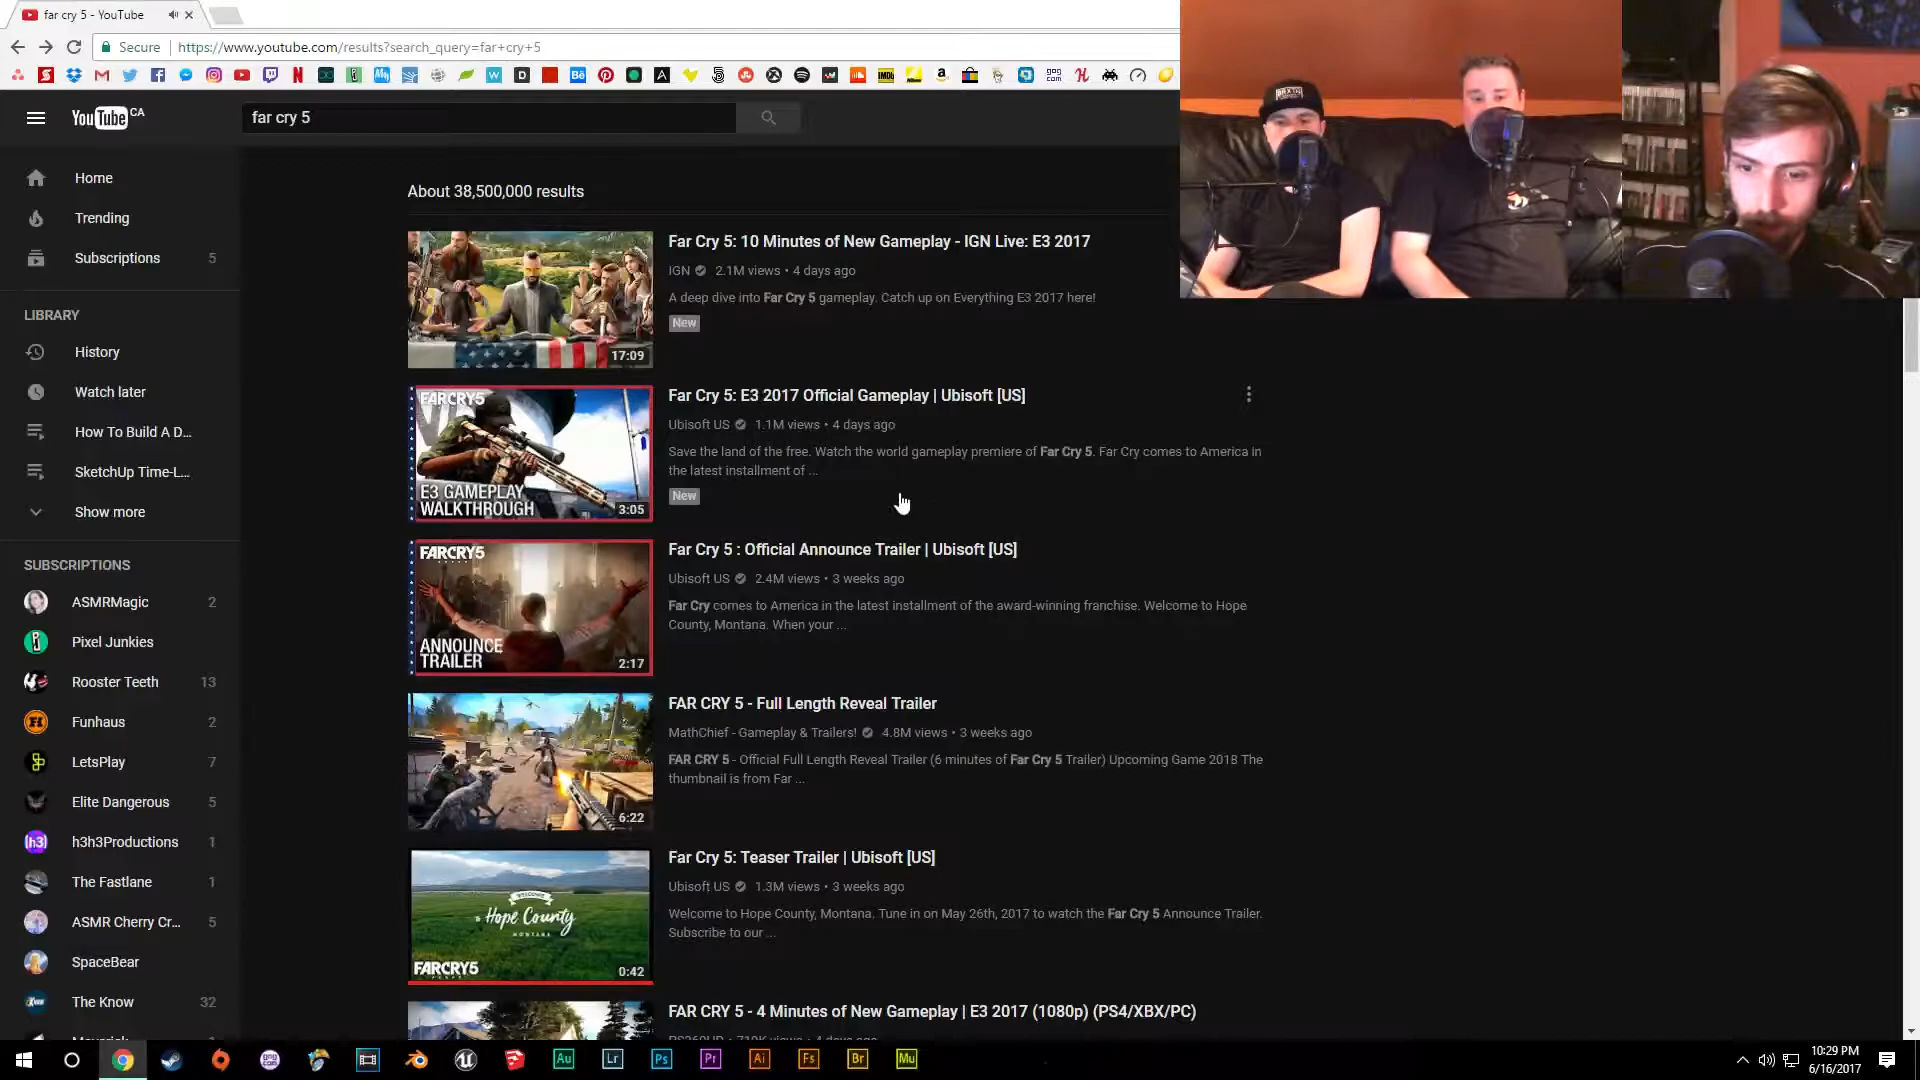 far cry 5 - YouTube
Secure
https://www.youtube.com/results?search_query=far+cry+5
YouTube CA
far cry 5
Home
Trending
Subscriptions 5
LIBRARY
History
Watch later
How To Build A D...
SketchUp Time-L...
Show more
SUBSCRIPTIONS
ASMRMagic 2
Pixel Junkies
Rooster Teeth 13
Funhaus 2
LetsPlay 7
Elite Dangerous 5
h3h3Productions 1
The Fastlane 1
ASMR Cherry Cr... 5
SpaceBear
The Know 32
About 38,500,000 results
17:09
Far Cry 5: 10 Minutes of New Gameplay - IGN Live: E3 2017
IGN 2.1M views • 4 days ago
A deep dive into Far Cry 5 gameplay. Catch up on Everything E3 2017 here!
New
FARCRY5
E3 GAMEPLAY
WALKTHROUGH
3:05
Far Cry 5: E3 2017 Official Gameplay | Ubisoft [US]
Ubisoft US 1.1M views • 4 days ago
Save the land of the free. Watch the world gameplay premiere of Far Cry 5. Far Cry comes to America in
the latest installment of ...
New
FARCRY5
ANNOUNCE
TRAILER
2:17
Far Cry 5 : Official Announce Trailer | Ubisoft [US]
Ubisoft US 2.4M views • 3 weeks ago
Far Cry comes to America in the latest installment of the award-winning franchise. Welcome to Hope
County, Montana. When your ...
6:22
FAR CRY 5 - Full Length Reveal Trailer
MathChief - Gameplay & Trailers! 4.8M views • 3 weeks ago
FAR CRY 5 - Official Full Length Reveal Trailer (6 minutes of Far Cry 5 Trailer) Upcoming Game 2018 The
thumbnail is from Far ...
WELCOME
Hope County
MONTANA
FARCRY5
0:42
Far Cry 5: Teaser Trailer | Ubisoft [US]
Ubisoft US 1.3M views • 3 weeks ago
Welcome to Hope County, Montana. Tune in on May 26th, 2017 to watch the Far Cry 5 Announce Trailer.
Subscribe to our ...
FAR CRY 5 - 4 Minutes of New Gameplay | E3 2017 (1080p) (PS4/XBX/PC)
Au
Lr
Ps
Pr
Ai
Fs
Br
Mu
10:29 PM
6/16/2017